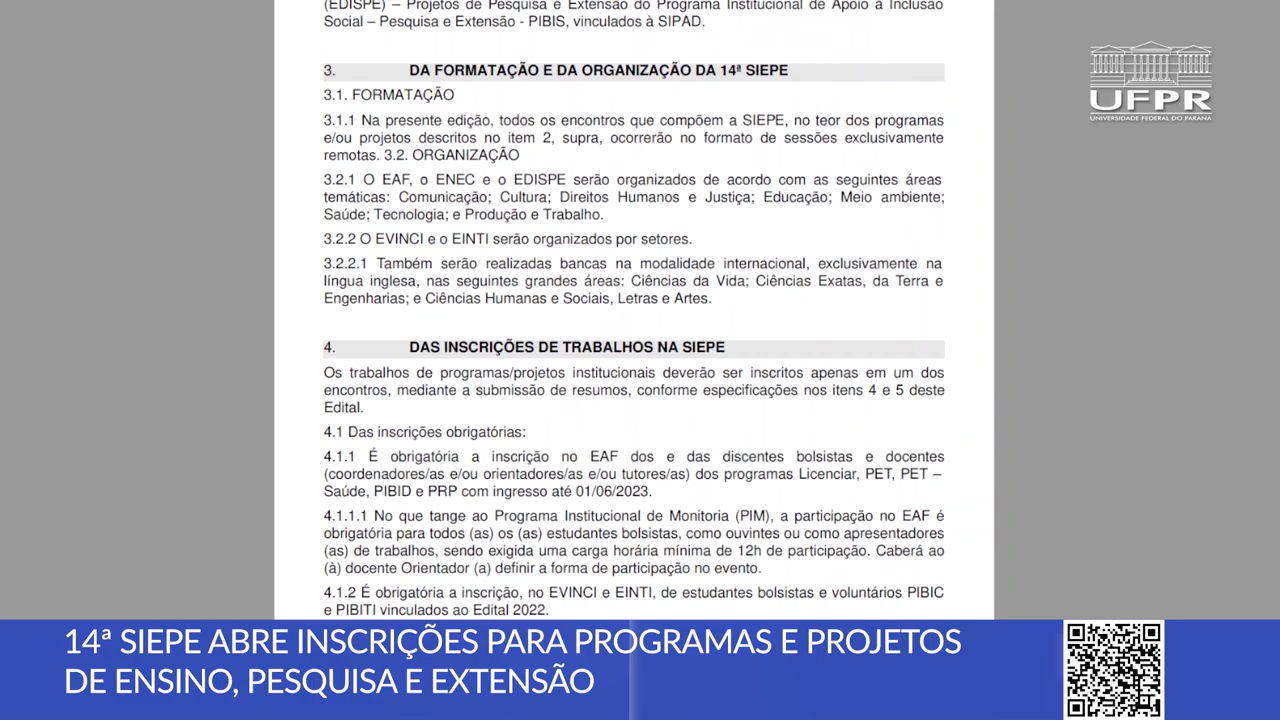 (EDISPE) – Projetos de Pesquisa e Extensão do Programa Institucional de Apoio à Inclusão
Social – Pesquisa e Extensão - PIBIS, vinculados à SIPAD.
3. DA FORMATAÇÃO E DA ORGANIZAÇÃO DA 14ª SIEPE
3.1. FORMATAÇÃO
3.1.1 Na presente edição, todos os encontros que compõem a SIEPE, no teor dos programas
e/ou projetos descritos no item 2, supra, ocorrerão no formato de sessões exclusivamente
remotas. 3.2. ORGANIZAÇÃO
3.2.1 O EAF, o ENEC e o EDISPE serão organizados de acordo com as seguintes áreas
temáticas: Comunicação; Cultura; Direitos Humanos e Justiça; Educação; Meio ambiente;
Saúde; Tecnologia; e Produção e Trabalho.
3.2.2 O EVINCI e o EINTI serão organizados por setores.
3.2.2.1 Também serão realizadas bancas na modalidade internacional, exclusivamente na
língua inglesa, nas seguintes grandes áreas: Ciências da Vida; Ciências Exatas, da Terra e
Engenharias; e Ciências Humanas e Sociais, Letras e Artes.
4. DAS INSCRIÇÕES DE TRABALHOS NA SIEPE
Os trabalhos de programas/projetos institucionais deverão ser inscritos apenas em um dos
encontros, mediante a submissão de resumos, conforme especificações nos itens 4 e 5 deste
Edital.
4.1 Das inscrições obrigatórias:
4.1.1 É obrigatória a inscrição no EAF dos e das discentes bolsistas e docentes
(coordenadores/as e/ou orientadores/as e/ou tutores/as) dos programas Licenciar, PET, PET –
Saúde, PIBID e PRP com ingresso até 01/06/2023.
4.1.1.1 No que tange ao Programa Institucional de Monitoria (PIM), a participação no EAF é
obrigatória para todos (as) os (as) estudantes bolsistas, como ouvintes ou como apresentadores
(as) de trabalhos, sendo exigida uma carga horária mínima de 12h de participação. Caberá ao
(à) docente Orientador (a) definir a forma de participação no evento.
4.1.2 É obrigatória a inscrição, no EVINCI e EINTI, de estudantes bolsistas e voluntários PIBIC
e PIBITI vinculados ao Edital 2022.
UFPR
UNIVERSIDADE FEDERAL DO PARANÁ
14ª SIEPE ABRE INSCRIÇÕES PARA PROGRAMAS E PROJETOS
DE ENSINO, PESQUISA E EXTENSÃO